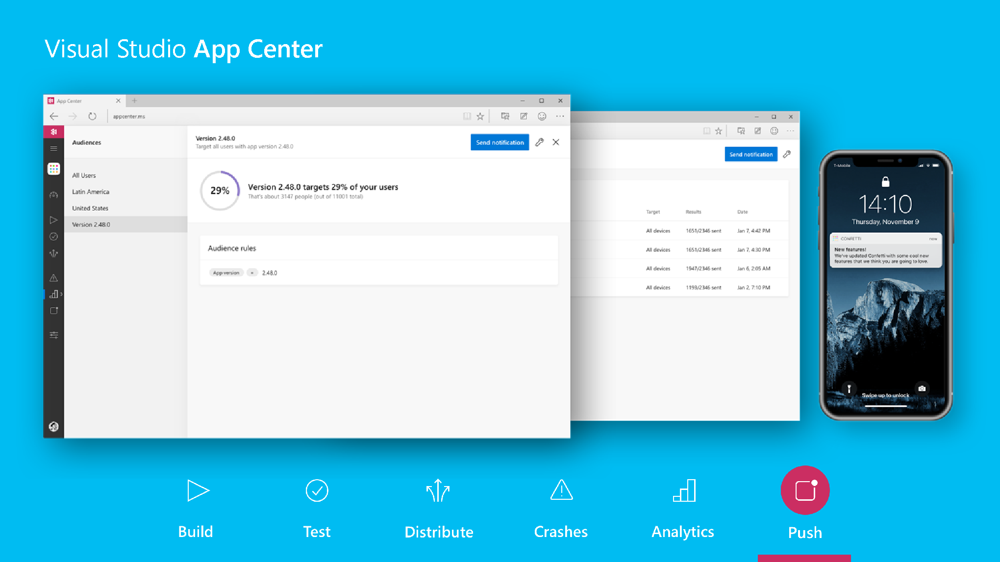 Visual Studio App Center
App Center
appcenter.ms
Audiences
All Users
Latin America
United States
Version 2.48.0
Version 2.48.0
Target all users with app version 2.48.0
Send notification
29%
Version 2.48.0 targets 29% of your users
That's about 3147 people (out of 11001 total)
Audience rules
App version = 2.48.0
Send notification
Target Results Date
All devices 1651/2346 sent Jan 7, 4:42 PM
All devices 1651/2346 sent Jan 7, 4:30 PM
All devices 1947/2346 sent Jan 6, 2:05 AM
All devices 1193/2346 sent Jan 2, 7:10 PM
T-Mobile
14:10
Thursday, November 9
CONFETTI now
New features!
We've updated Confetti with some cool new
features that we think you are going to love.
Swipe up to unlock
Build Test Distribute Crashes Analytics Push